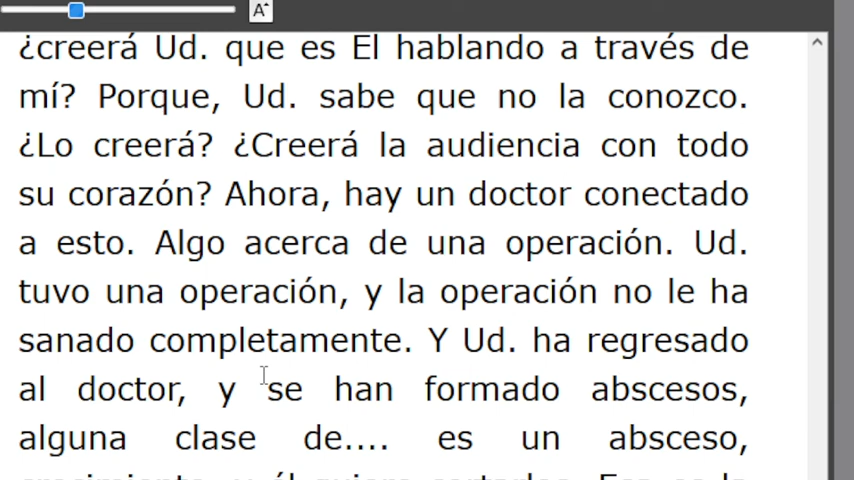 A
¿creerá Ud. que es El hablando a través de
mí? Porque, Ud. sabe que no la conozco.
¿Lo creerá? ¿Creerá la audiencia con todo
su corazón? Ahora, hay un doctor conectado
a esto. Algo acerca de una operación. Ud.
tuvo una operación, y la operación no le ha
sanado completamente. Y Ud. ha regresado
al doctor, y se han formado abscesos,
alguna clase de.... es un absceso,